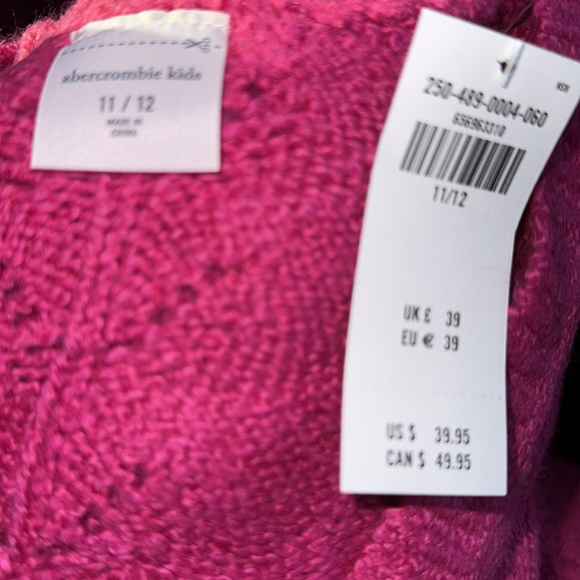 abercrombie kids
11 / 12
MADE IN
250-489-0004-060
656963310
11/12
UK £ 39
EU € 39
US $ 39.95
CAN $ 49.95